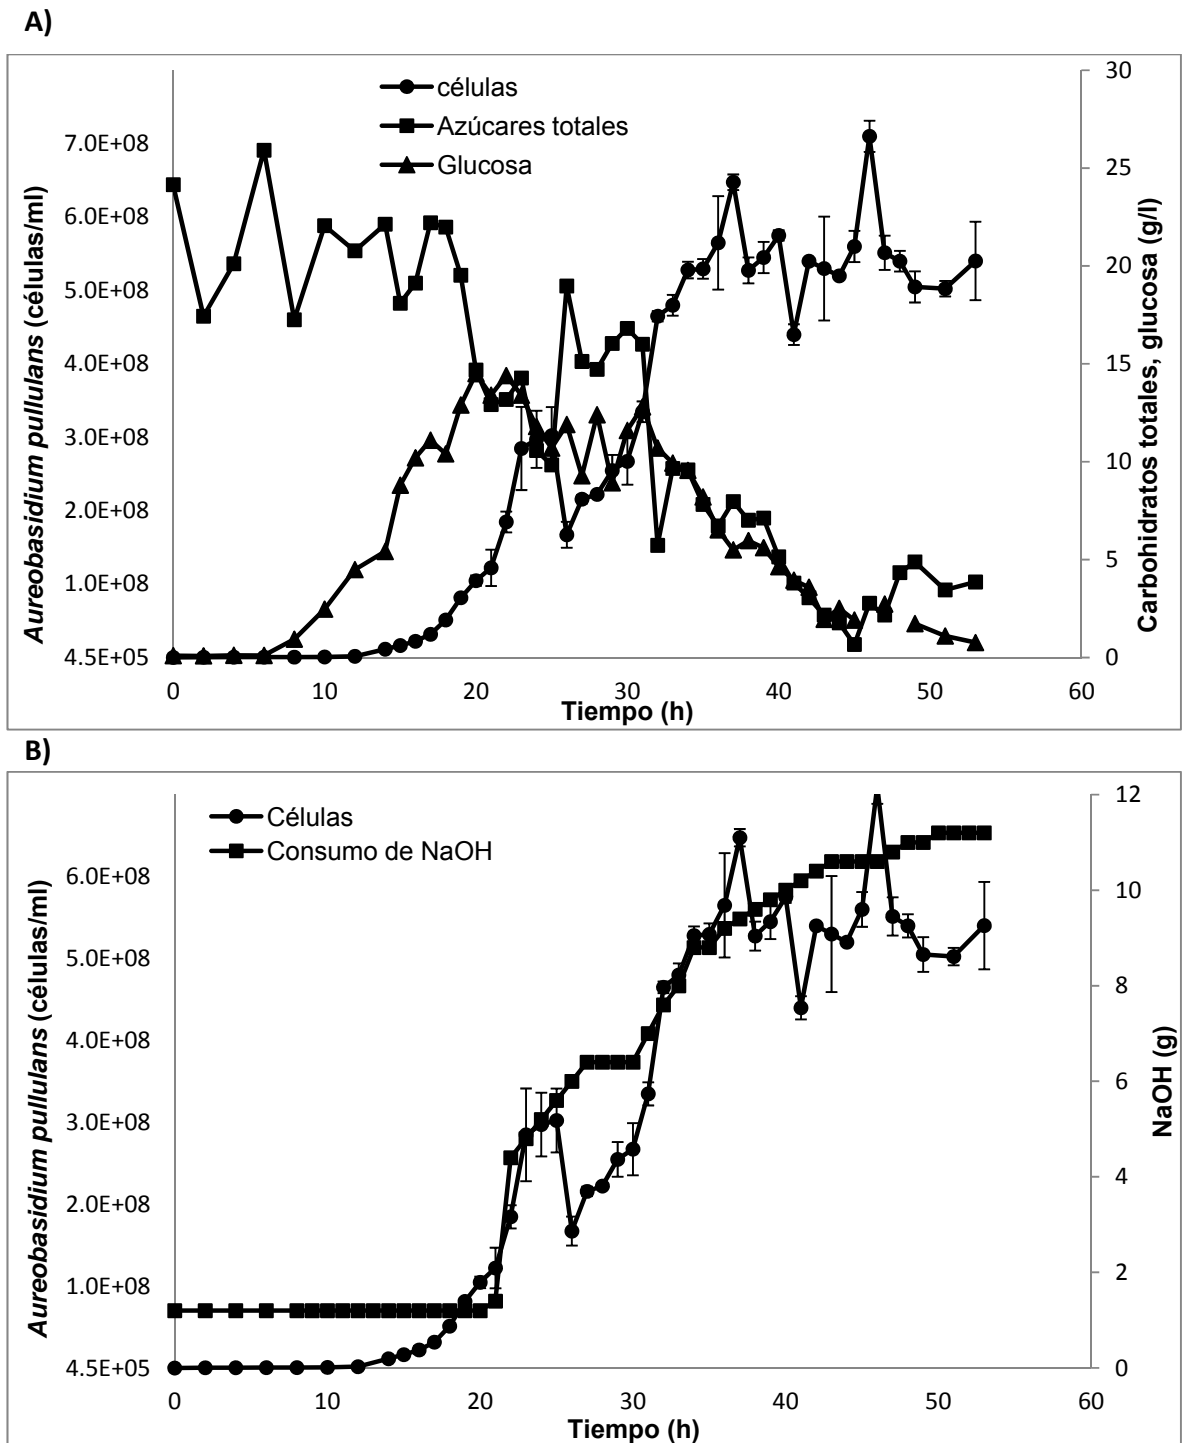 A)
células
Azúcares totales
Glucosa
Aureobasidium pullulans (células/ml)
7.0E+08
6.0E+08
5.0E+08
4.0E+08
3.0E+08
2.0E+08
1.0E+08
4.5E+05
30
25
20
15
10
5
0
Carbohidratos totales, glucosa (g/l)
0 10 20 30 40 50 60
Tiempo (h)
B)
Células
Consumo de NaOH
Aureobasidium pullulans (células/ml)
6.0E+08
5.0E+08
4.0E+08
3.0E+08
2.0E+08
1.0E+08
4.5E+05
12
10
8
6
4
2
0
NaOH (g)
0 10 20 30 40 50 60
Tiempo (h)